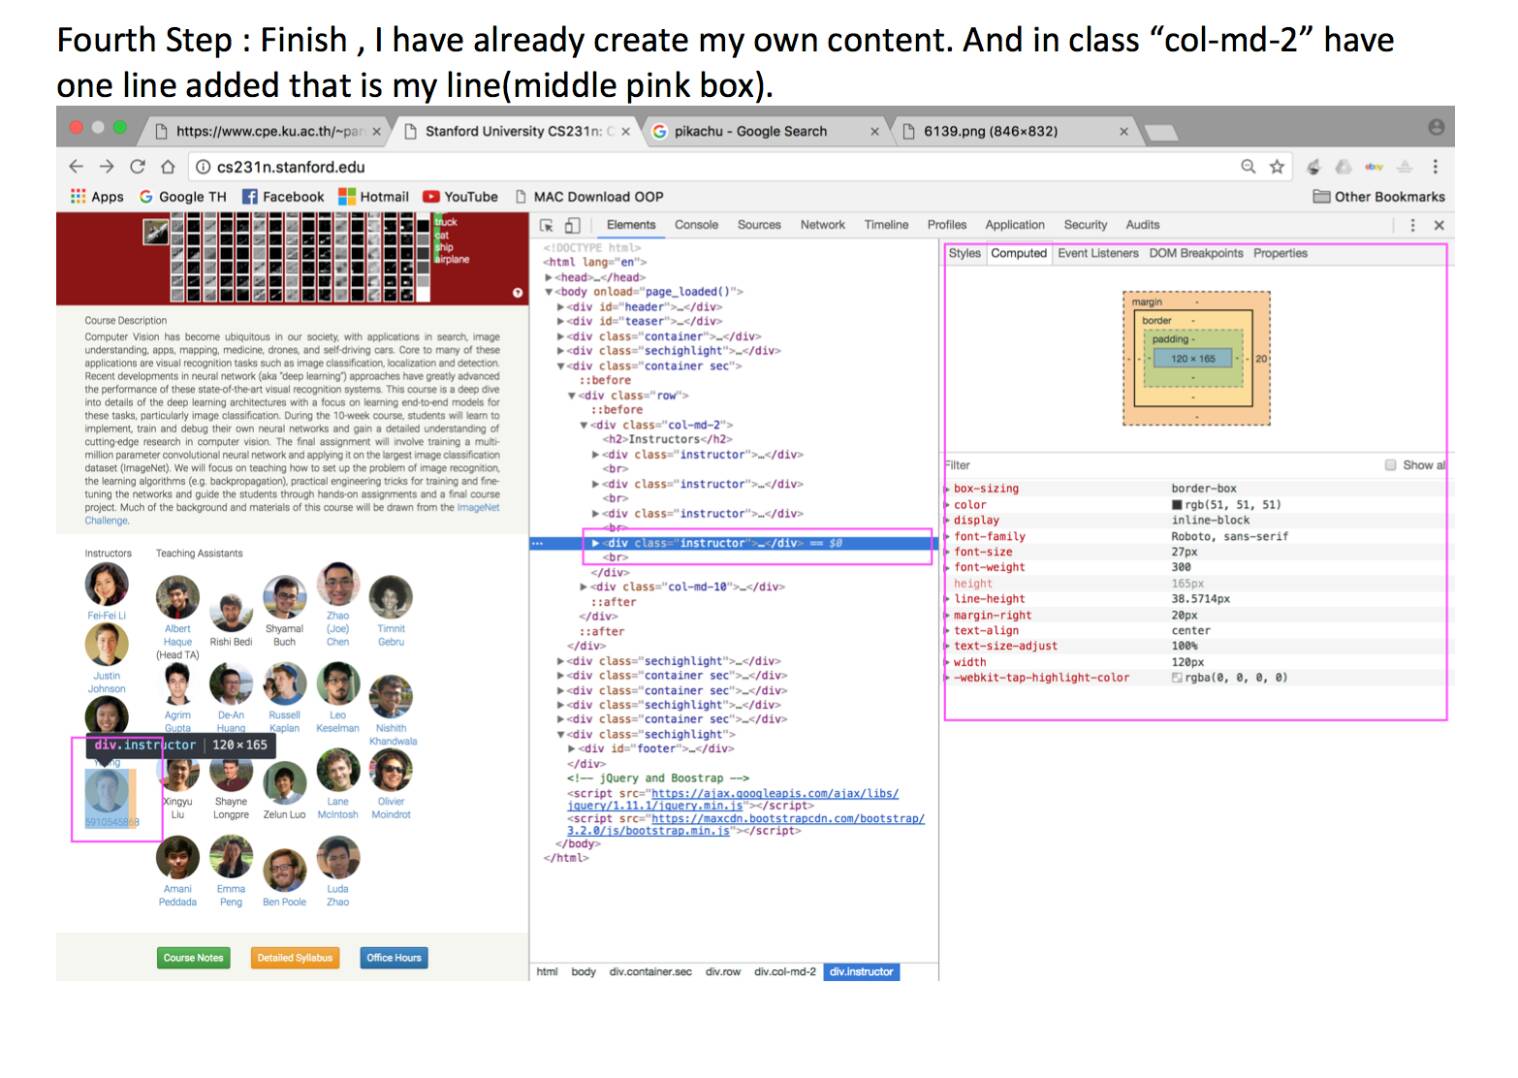 Fourth Step : Finish , I have already create my own content. And in class “col-md-2” have
one line added that is my line(middle pink box).
https://www.cpe.ku.ac.th/~par
Stanford University CS231n: C
pikachu - Google Search
6139.png (846×832)
cs231n.stanford.edu
ebay
Apps
Google TH
Facebook
Hotmail
YouTube
MAC Download OOP
Other Bookmarks
truck
cat
ship
airplane
Course Description
Computer Vision has become ubiquitous in our society, with applications in search, image
understanding, apps, mapping, medicine, drones, and self-driving cars. Core to many of these
applications are visual recognition tasks such as image classification, localization and detection.
Recent developments in neural network (aka "deep learning") approaches have greatly advanced
the performance of these state-of-the-art visual recognition systems. This course is a deep dive
into details of the deep learning architectures with a focus on learning end-to-end models for
these tasks, particularly image classification. During the 10-week course, students will learn to
implement, train and debug their own neural networks and gain a detailed understanding of
cutting-edge research in computer vision. The final assignment will involve training a multi-
million parameter convolutional neural network and applying it on the largest image classification
dataset (ImageNet). We will focus on teaching how to set up the problem of image recognition,
the learning algorithms (e.g. backpropagation), practical engineering tricks for training and fine-
tuning the networks and guide the students through hands-on assignments and a final course
project. Much of the background and materials of this course will be drawn from the ImageNet
Challenge.
Instructors
Teaching Assistants
Fei-Fei Li
Justin
Johnson
5910545868
Albert
Haque
(Head TA)
Rishi Bedi
Shyamal
Buch
Zhao
(Joe)
Chen
Timnit
Gebru
Agrim
Gupta
De-An
Huang
Russell
Kaplan
Leo
Keselman
Nishith
Khandwala
div.instructor | 120×165
Xingyu
Liu
Shayne
Longpre
Zelun Luo
Lane
McIntosh
Olivier
Moindrot
Amani
Peddada
Emma
Peng
Ben Poole
Luda
Zhao
Course Notes
Detailed Syllabus
Office Hours
Elements
Console
Sources
Network
Timeline
Profiles
Application
Security
Audits
<!DOCTYPE html>
<html lang="en">
<head>…</head>
<body onload="page_loaded()">
<div id="header">…</div>
<div id="teaser">…</div>
<div class="container">…</div>
<div class="sechighlight">…</div>
<div class="container sec">
::before
<div class="row">
::before
<div class="col-md-2">
<h2>Instructors</h2>
<div class="instructor">…</div>
<br>
<div class="instructor">…</div>
<br>
<div class="instructor">…</div>
<br>
<div class="instructor">…</div> == $0
<br>
</div>
<div class="col-md-10">…</div>
::after
</div>
::after
</div>
<div class="sechighlight">…</div>
<div class="container sec">…</div>
<div class="container sec">…</div>
<div class="sechighlight">…</div>
<div class="container sec">…</div>
<div class="sechighlight">
<div id="footer">…</div>
</div>
<!-- jQuery and Boostrap -->
<script src="https://ajax.googleapis.com/ajax/libs/
jquery/1.11.1/jquery.min.js"></script>
<script src="https://maxcdn.bootstrapcdn.com/bootstrap/
3.2.0/js/bootstrap.min.js"></script>
</body>
</html>
html
body
div.container.sec
div.row
div.col-md-2
div.instructor
Styles
Computed
Event Listeners
DOM Breakpoints
Properties
margin -
border -
padding -
120 × 165
20
Filter
Show all
box-sizing border-box
color rgb(51, 51, 51)
display inline-block
font-family Roboto, sans-serif
font-size 27px
font-weight 300
height 165px
line-height 38.5714px
margin-right 20px
text-align center
text-size-adjust 100%
width 120px
-webkit-tap-highlight-color rgba(0, 0, 0, 0)